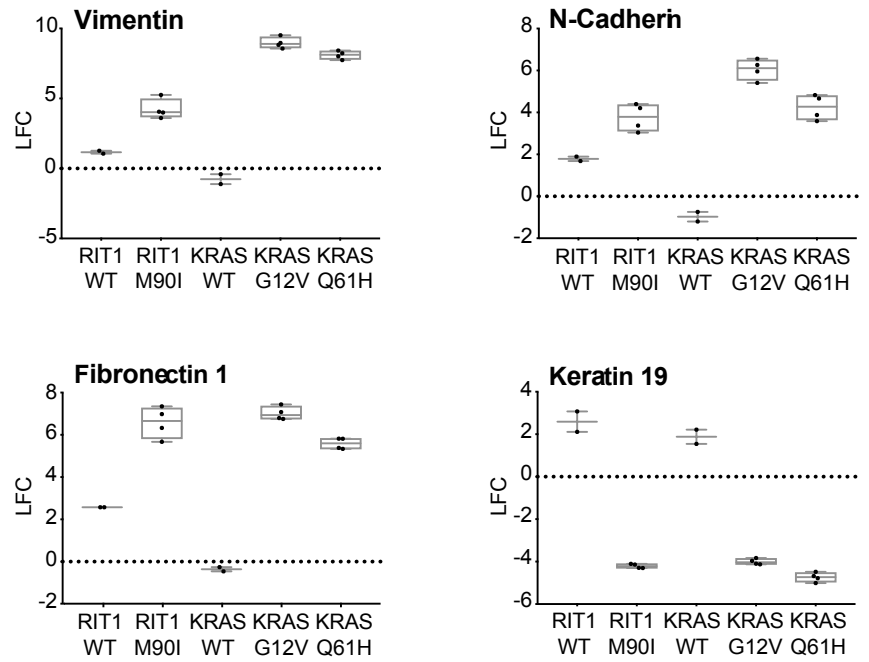 Vimentin
LFC
10
5
0
-5
RIT1 RIT1 KRAS KRAS KRAS
WT M90I WT G12V Q61H
N-Cadherin
LFC
8
6
4
2
0
-2
RIT1 RIT1 KRAS KRAS KRAS
WT M90I WT G12V Q61H
Fibronectin 1
LFC
8
6
4
2
0
-2
RIT1 RIT1 KRAS KRAS KRAS
WT M90I WT G12V Q61H
Keratin 19
LFC
4
2
0
-2
-4
-6
RIT1 RIT1 KRAS KRAS KRAS
WT M90I WT G12V Q61H